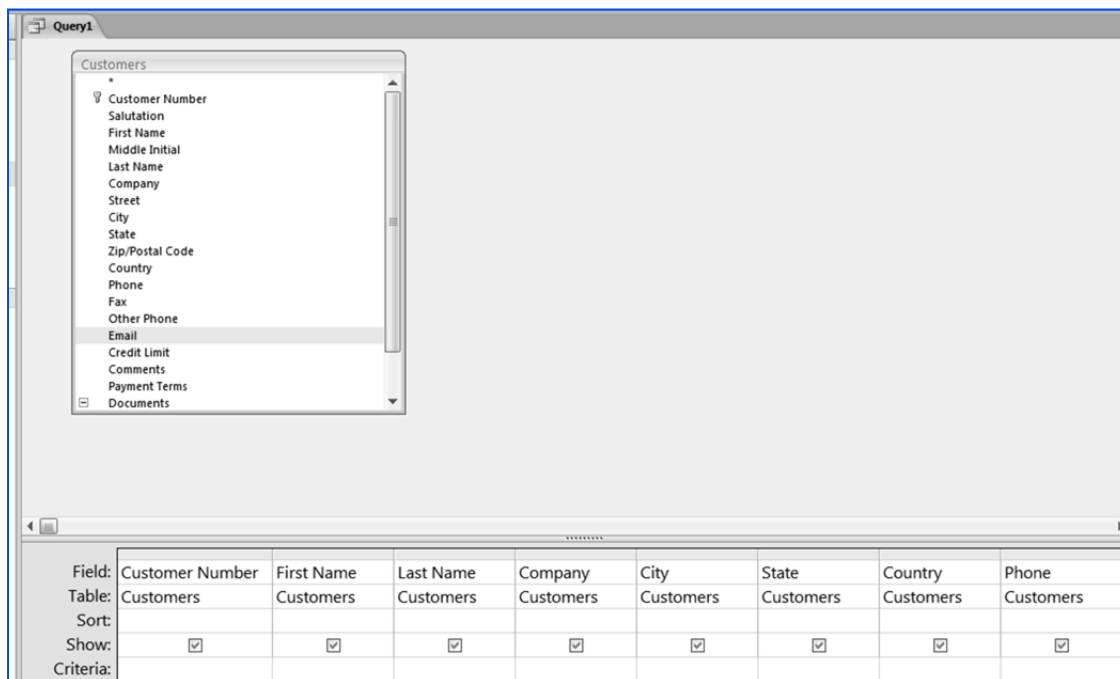 Query1
Customers
*
Customer Number
Salutation
First Name
Middle Initial
Last Name
Company
Street
City
State
Zip/Postal Code
Country
Phone
Fax
Other Phone
Email
Credit Limit
Comments
Payment Terms
Documents
Field: Customer Number First Name Last Name Company City State Country Phone
Table: Customers Customers Customers Customers Customers Customers Customers Customers
Sort:
Show:
Criteria: